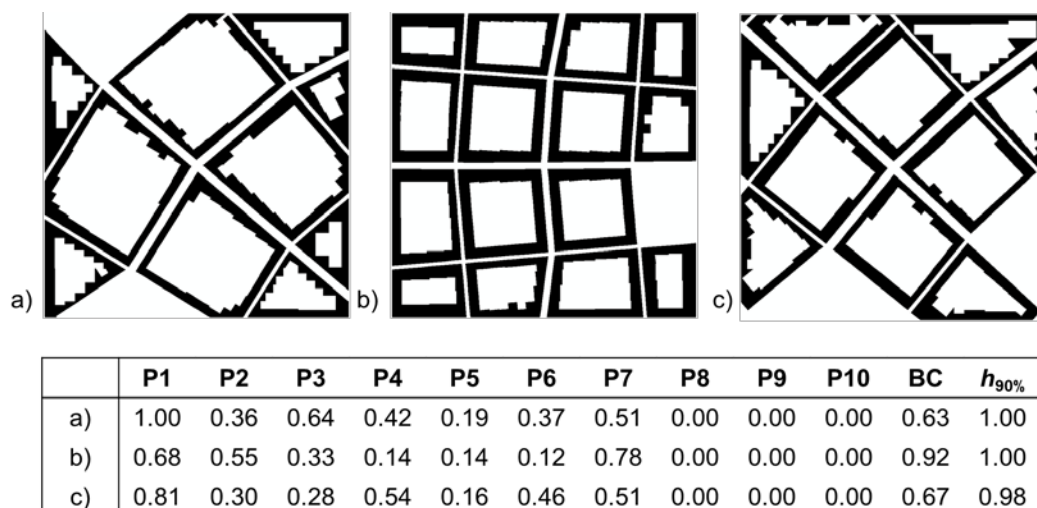 a) b) c)
P1 P2 P3 P4 P5 P6 P7 P8 P9 P10 BC h90%
a) 1.00 0.36 0.64 0.42 0.19 0.37 0.51 0.00 0.00 0.00 0.63 1.00
b) 0.68 0.55 0.33 0.14 0.14 0.12 0.78 0.00 0.00 0.00 0.92 1.00
c) 0.81 0.30 0.28 0.54 0.16 0.46 0.51 0.00 0.00 0.00 0.67 0.98